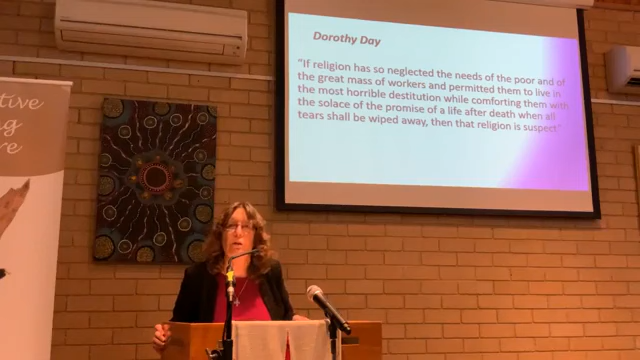 Dorothy Day
"If religion has so neglected the needs of the poor and of
the great mass of workers and permitted them to live in
the most horrible destitution while comforting them with
the solace of the promise of a life after death when all
tears shall be wiped away, then that religion is suspect."